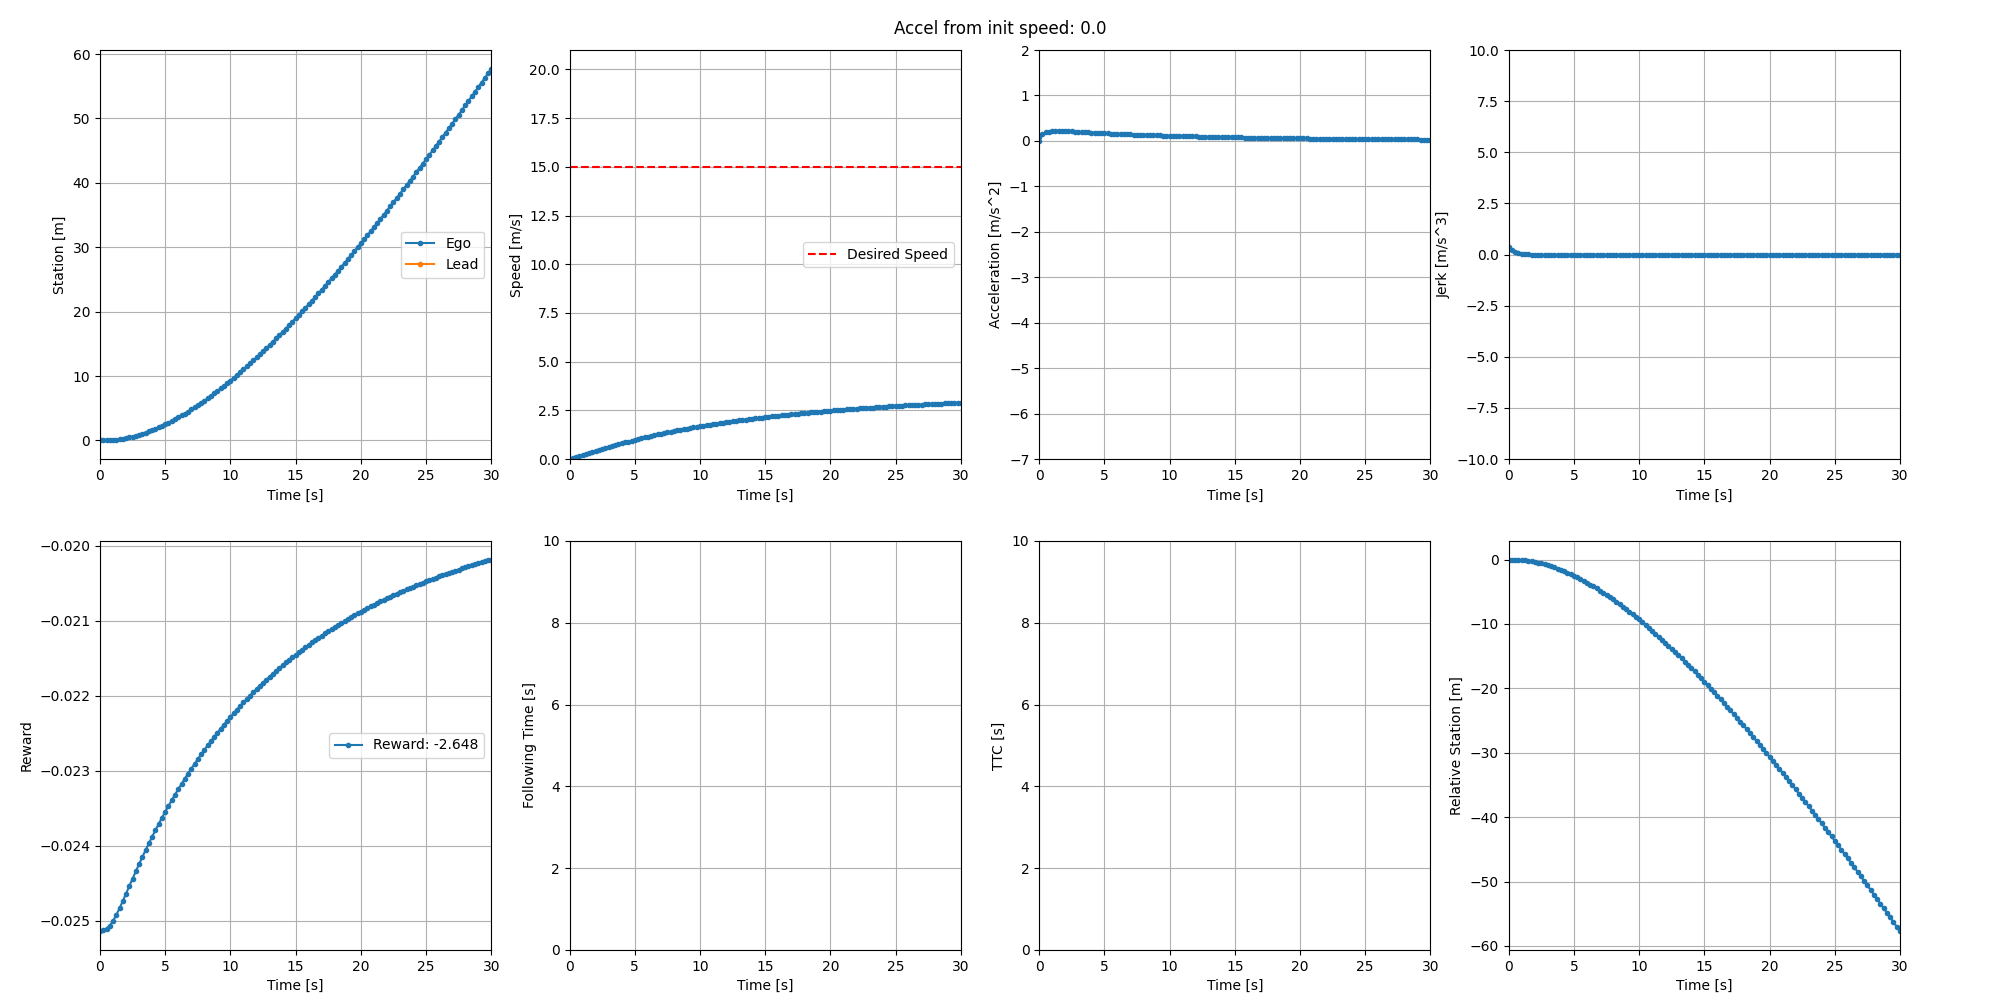 Accel from init speed: 0.0
Station [m]
60
50
40
30
20
10
0
Ego
Lead
0 5 10 15 20 25 30
Time [s]
Speed [m/s]
20.0
17.5
15.0
12.5
10.0
7.5
5.0
2.5
0.0
Desired Speed
0 5 10 15 20 25 30
Time [s]
Acceleration [m/s^2]
2
1
0
−1
−2
−3
−4
−5
−6
−7
0 5 10 15 20 25 30
Time [s]
Jerk [m/s^3]
10.0
7.5
5.0
2.5
0.0
−2.5
−5.0
−7.5
−10.0
0 5 10 15 20 25 30
Time [s]
Reward
−0.020
−0.021
−0.022
−0.023
−0.024
−0.025
Reward: -2.648
0 5 10 15 20 25 30
Time [s]
Following Time [s]
10
8
6
4
2
0
0 5 10 15 20 25 30
Time [s]
TTC [s]
10
8
6
4
2
0
0 5 10 15 20 25 30
Time [s]
Relative Station [m]
0
−10
−20
−30
−40
−50
−60
0 5 10 15 20 25 30
Time [s]